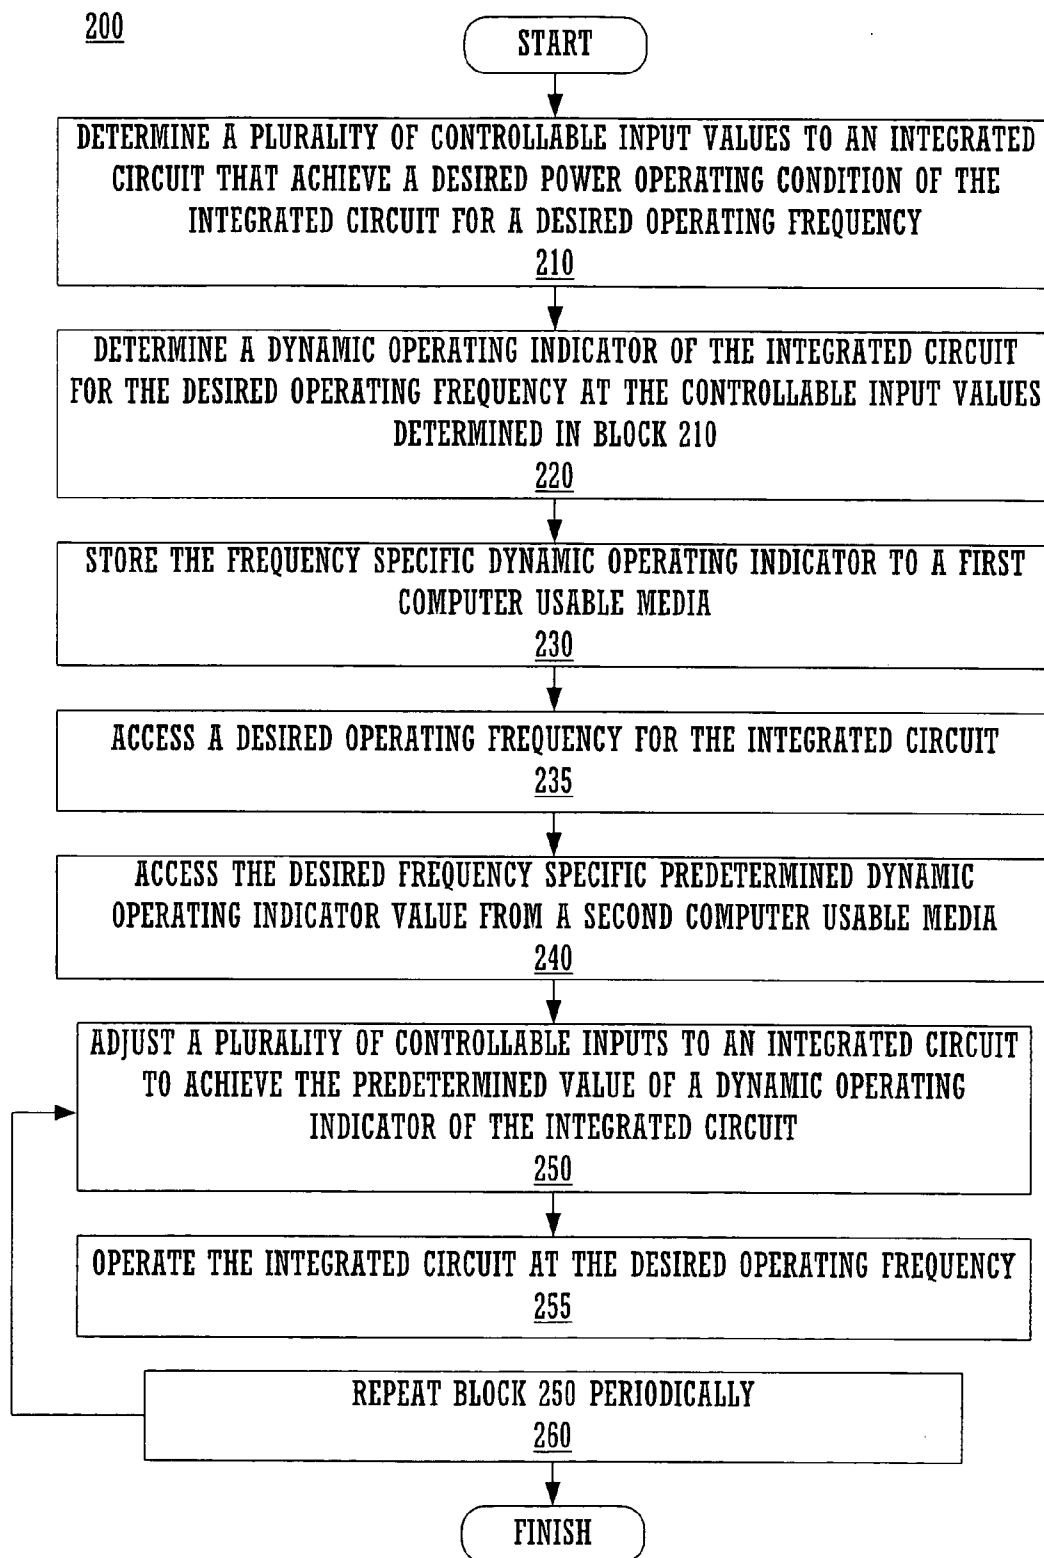 200
START
DETERMINE A PLURALITY OF CONTROLLABLE INPUT VALUES TO AN INTEGRATED
CIRCUIT THAT ACHIEVE A DESIRED POWER OPERATING CONDITION OF THE
INTEGRATED CIRCUIT FOR A DESIRED OPERATING FREQUENCY
210
DETERMINE A DYNAMIC OPERATING INDICATOR OF THE INTEGRATED CIRCUIT
FOR THE DESIRED OPERATING FREQUENCY AT THE CONTROLLABLE INPUT VALUES
DETERMINED IN BLOCK 210
220
STORE THE FREQUENCY SPECIFIC DYNAMIC OPERATING INDICATOR TO A FIRST
COMPUTER USABLE MEDIA
230
ACCESS A DESIRED OPERATING FREQUENCY FOR THE INTEGRATED CIRCUIT
235
ACCESS THE DESIRED FREQUENCY SPECIFIC PREDETERMINED DYNAMIC
OPERATING INDICATOR VALUE FROM A SECOND COMPUTER USABLE MEDIA
240
ADJUST A PLURALITY OF CONTROLLABLE INPUTS TO AN INTEGRATED CIRCUIT
TO ACHIEVE THE PREDETERMINED VALUE OF A DYNAMIC OPERATING
INDICATOR OF THE INTEGRATED CIRCUIT
250
OPERATE THE INTEGRATED CIRCUIT AT THE DESIRED OPERATING FREQUENCY
255
REPEAT BLOCK 250 PERIODICALLY
260
FINISH